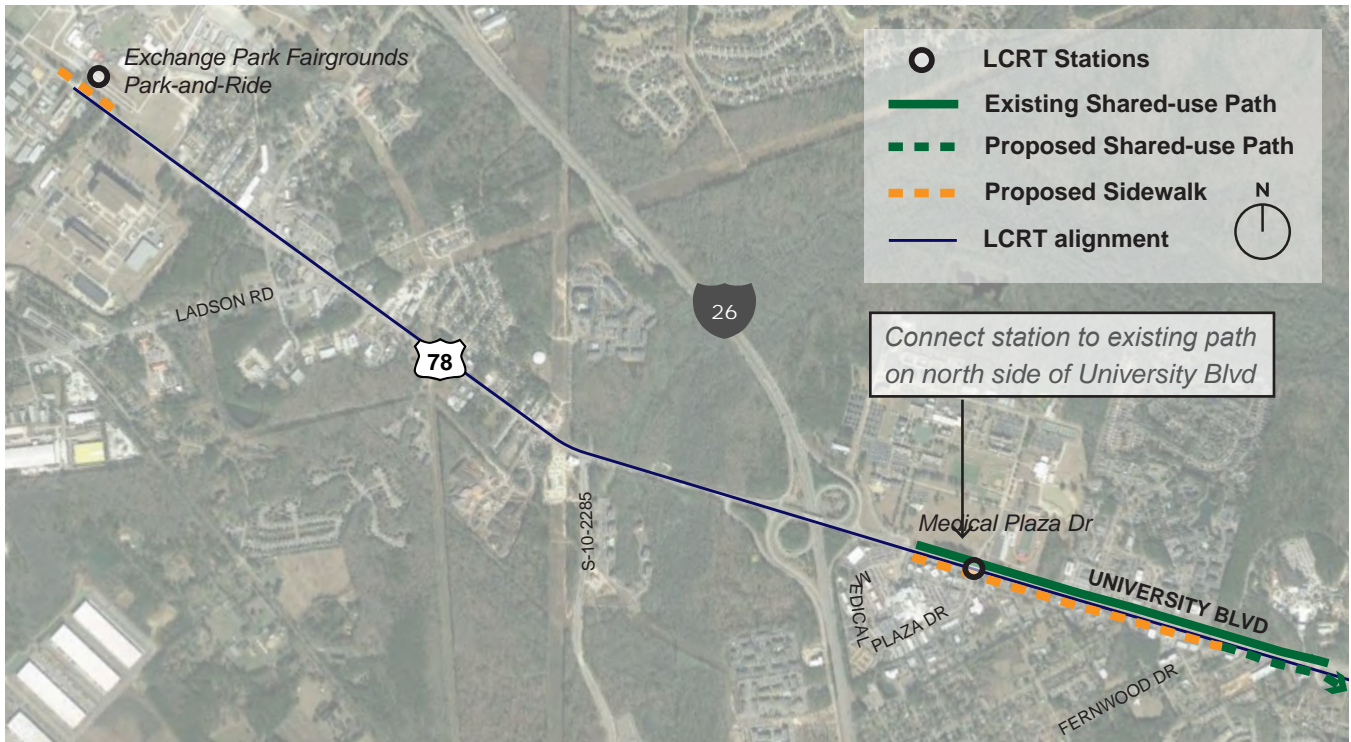 Exchange Park Fairgrounds
Park-and-Ride
LCRT Stations
Existing Shared-use Path
Proposed Shared-use Path
Proposed Sidewalk
N
LCRT alignment
LADSON RD
26
78
Connect station to existing path
on north side of University Blvd
S-10-2285
Medical Plaza Dr
UNIVERSITY BLVD
MEDICAL
PLAZA DR
FERNWOOD DR